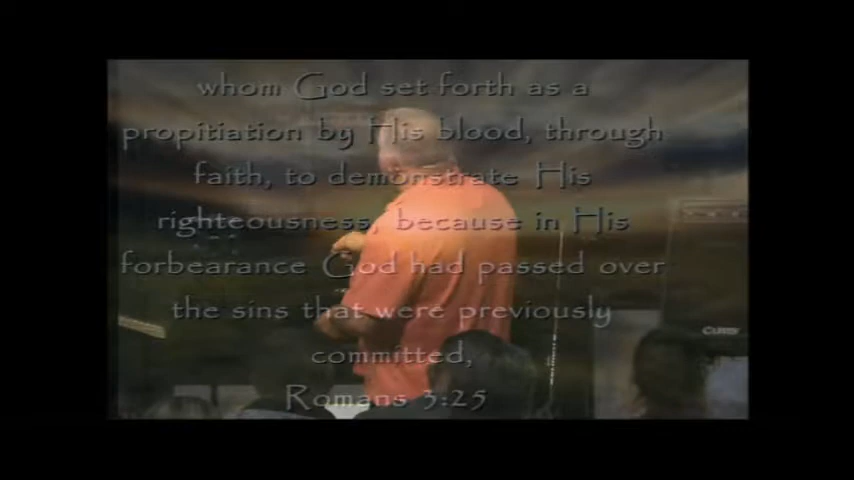 whom God set forth as a
propitiation by His blood, through
faith, to demonstrate His
righteousness, because in His
forbearance God had passed over
the sins that were previously
committed,
Romans 3:25